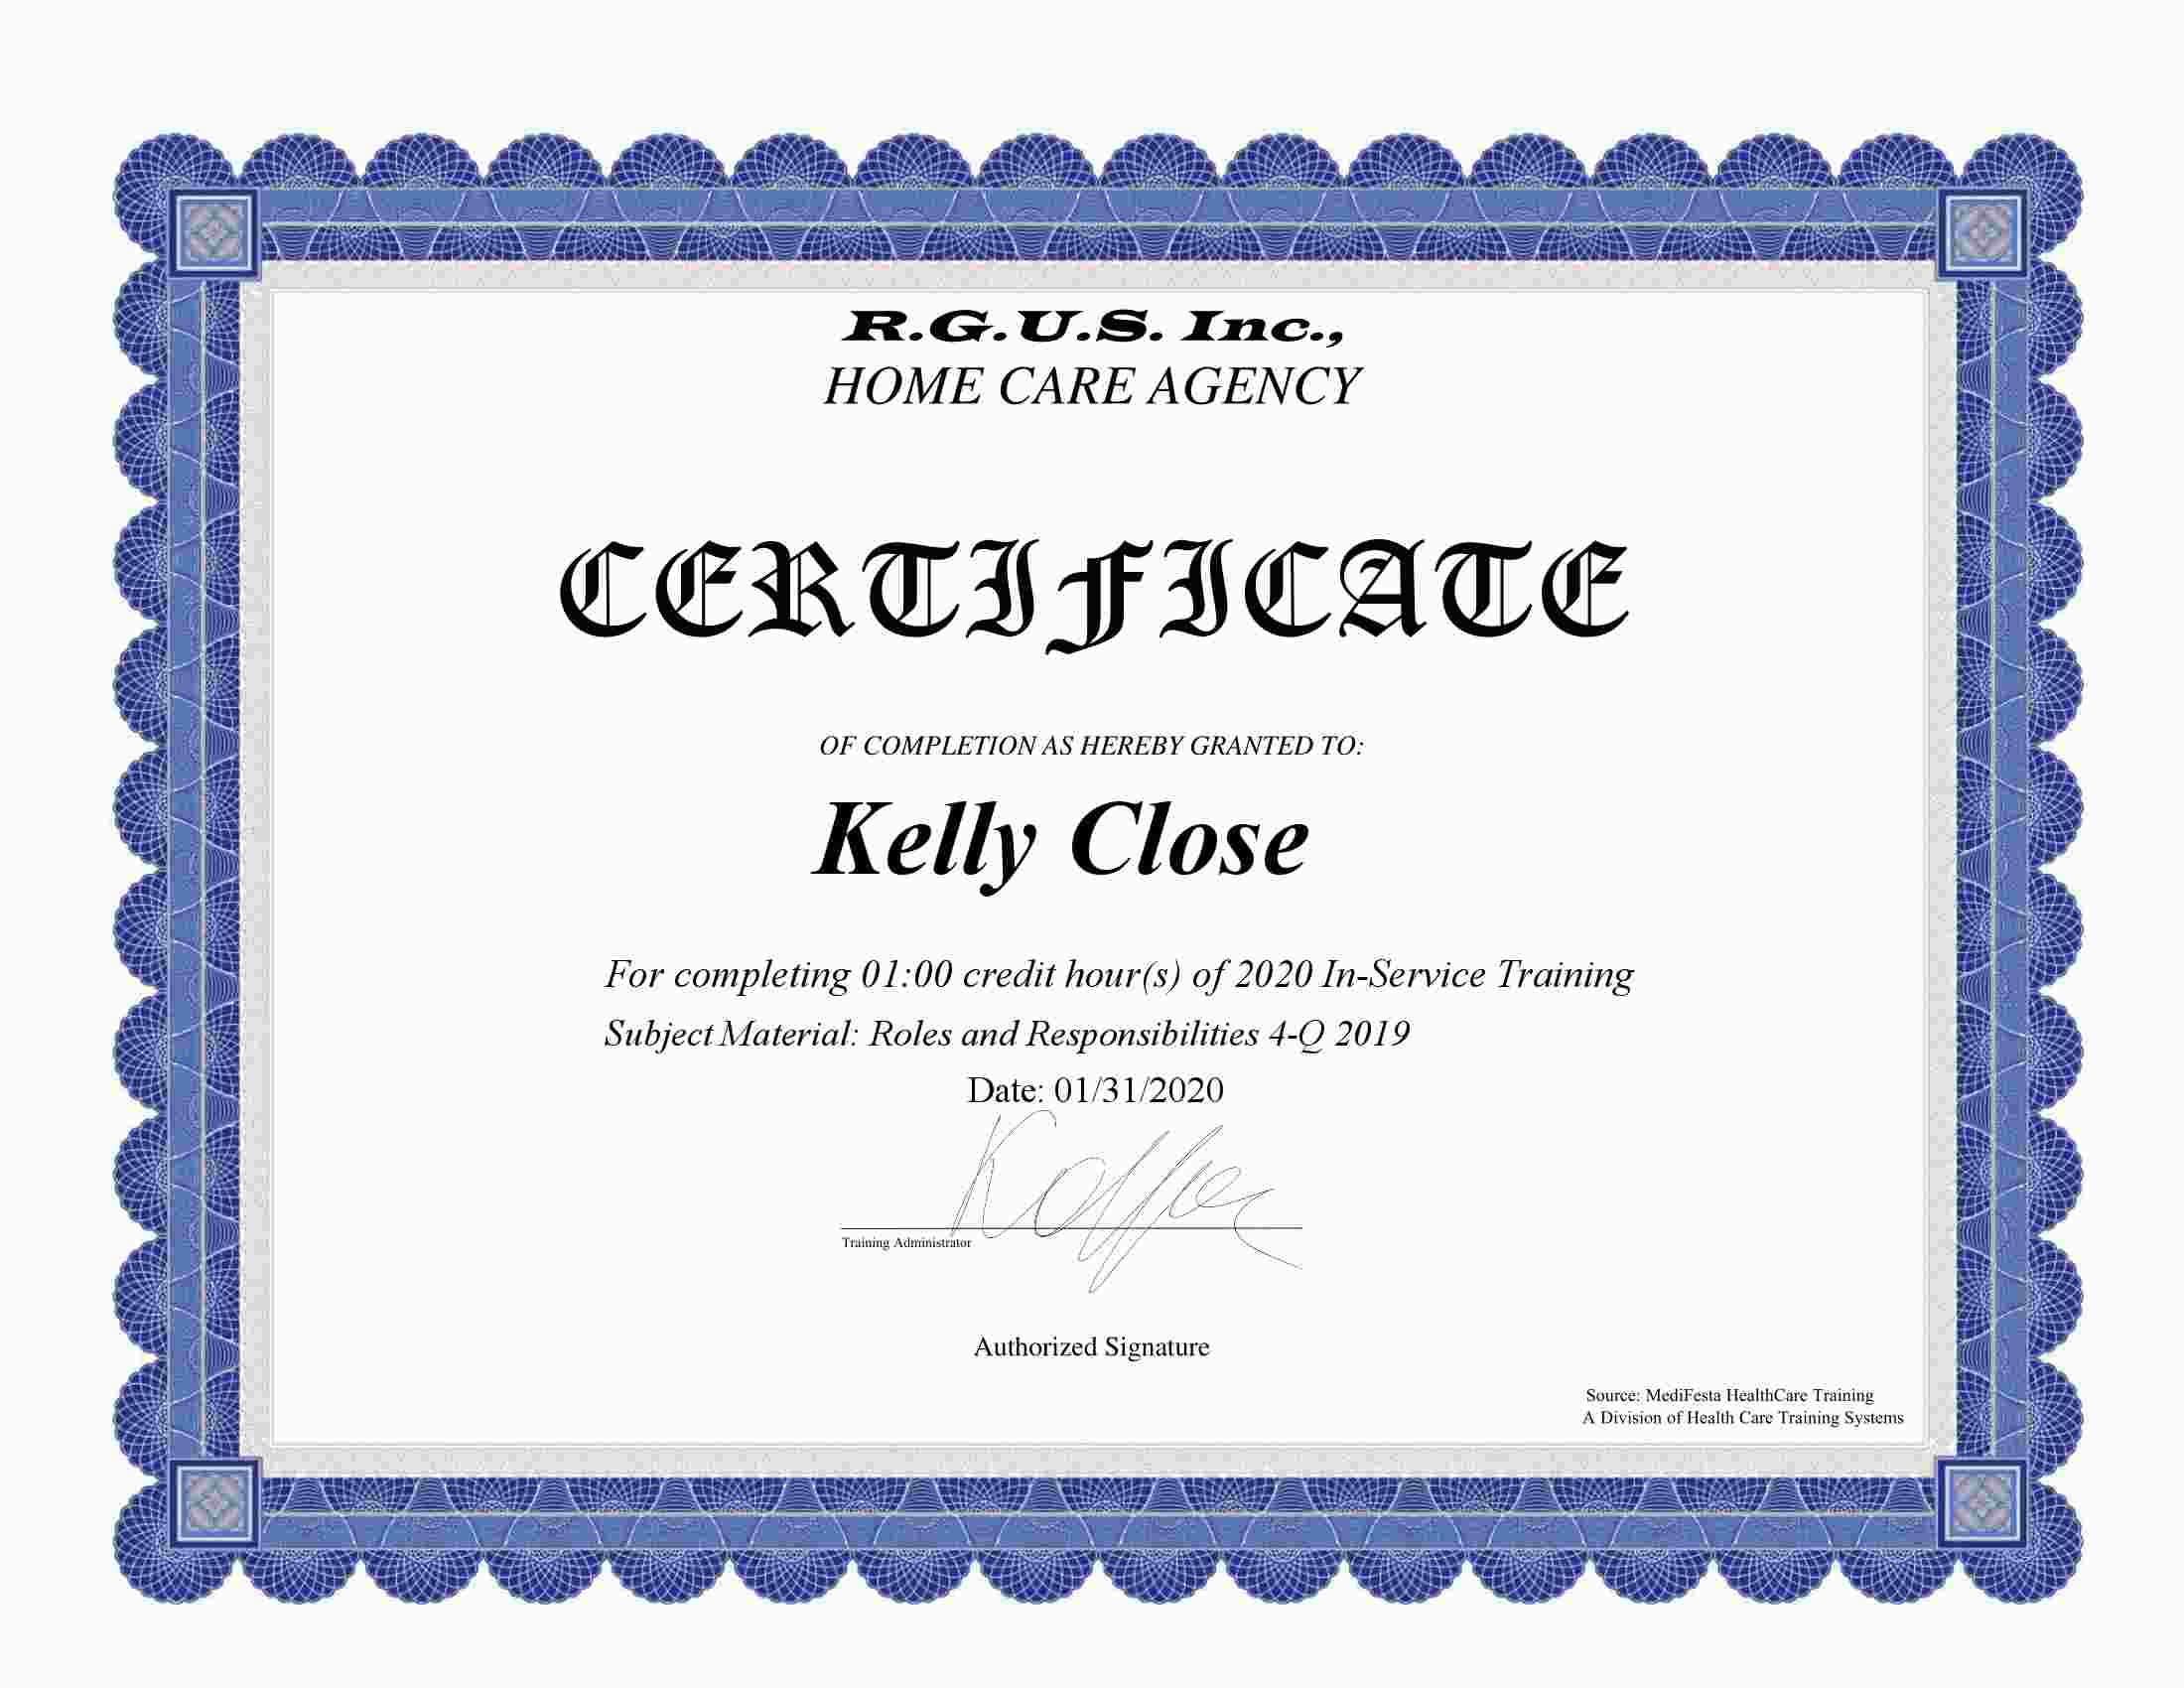 R.G.U.S. Inc.,
HOME CARE AGENCY
CERTIFICATE
OF COMPLETION AS HEREBY GRANTED TO:
Kelly Close
For completing 01:00 credit hour(s) of 2020 In-Service Training
Subject Material: Roles and Responsibilities 4-Q 2019
Date: 01/31/2020
Training Administrator
Authorized Signature
Source: MediFesta HealthCare Training
A Division of Health Care Training Systems